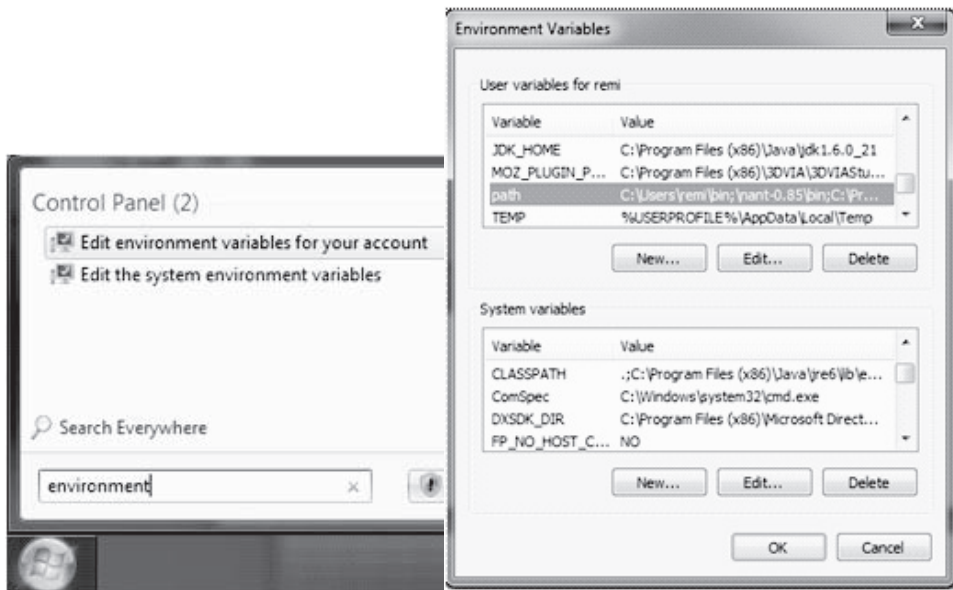 Control Panel (2)
Edit environment variables for your account
Edit the system environment variables
Search Everywhere
environment
Environment Variables
User variables for remi
Variable Value
JDK_HOME C:\Program Files (x86)\Java\jdk1.6.0_21
MOZ_PLUGIN_P... C:\Program Files (x86)\3DVIA\3DVIAStu...
path C:\Users\remi\bin;\nant-0.85\bin;C:\Pr...
TEMP %USERPROFILE%\AppData\Local\Temp
New... Edit... Delete
System variables
Variable Value
CLASSPATH .;C:\Program Files (x86)\Java\jre6\lib\e...
ComSpec C:\Windows\system32\cmd.exe
DXSDK_DIR C:\Program Files (x86)\Microsoft Direct...
FP_NO_HOST_C... NO
New... Edit... Delete
OK Cancel